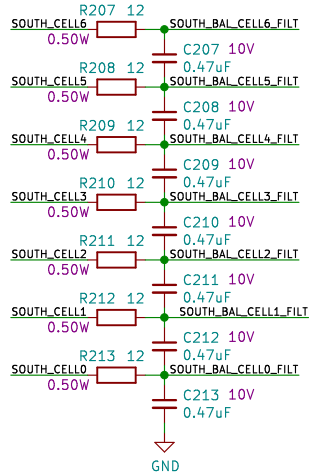 R207 12
SOUTH_CELL6 SOUTH_BAL_CELL6_FILT
0.50W
C207 10V
0.47uF
R208 12
SOUTH_CELL5 SOUTH_BAL_CELL5_FILT
0.50W
C208 10V
0.47uF
R209 12
SOUTH_CELL4 SOUTH_BAL_CELL4_FILT
0.50W
C209 10V
0.47uF
R210 12
SOUTH_CELL3 SOUTH_BAL_CELL3_FILT
0.50W
C210 10V
0.47uF
R211 12
SOUTH_CELL2 SOUTH_BAL_CELL2_FILT
0.50W
C211 10V
0.47uF
R212 12
SOUTH_CELL1 SOUTH_BAL_CELL1_FILT
0.50W
C212 10V
0.47uF
R213 12
SOUTH_CELL0 SOUTH_BAL_CELL0_FILT
0.50W
C213 10V
0.47uF
GND